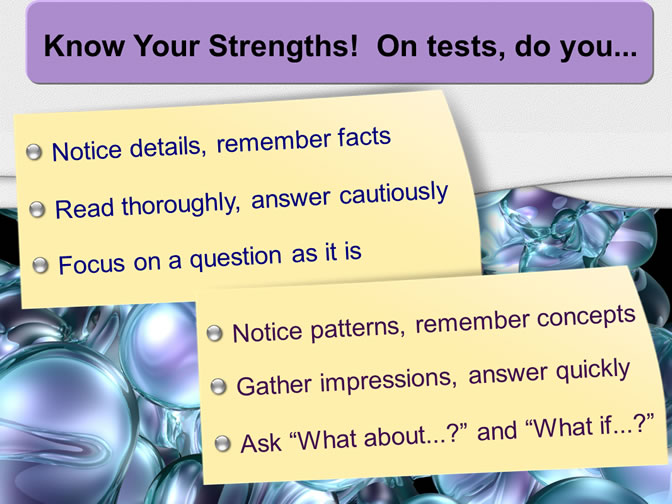 Know Your Strengths!  On tests, do you...
Notice details, remember facts
Read thoroughly, answer cautiously
Focus on a question as it is
Notice patterns, remember concepts
Gather impressions, answer quickly
Ask “What about...?” and “What if...?”